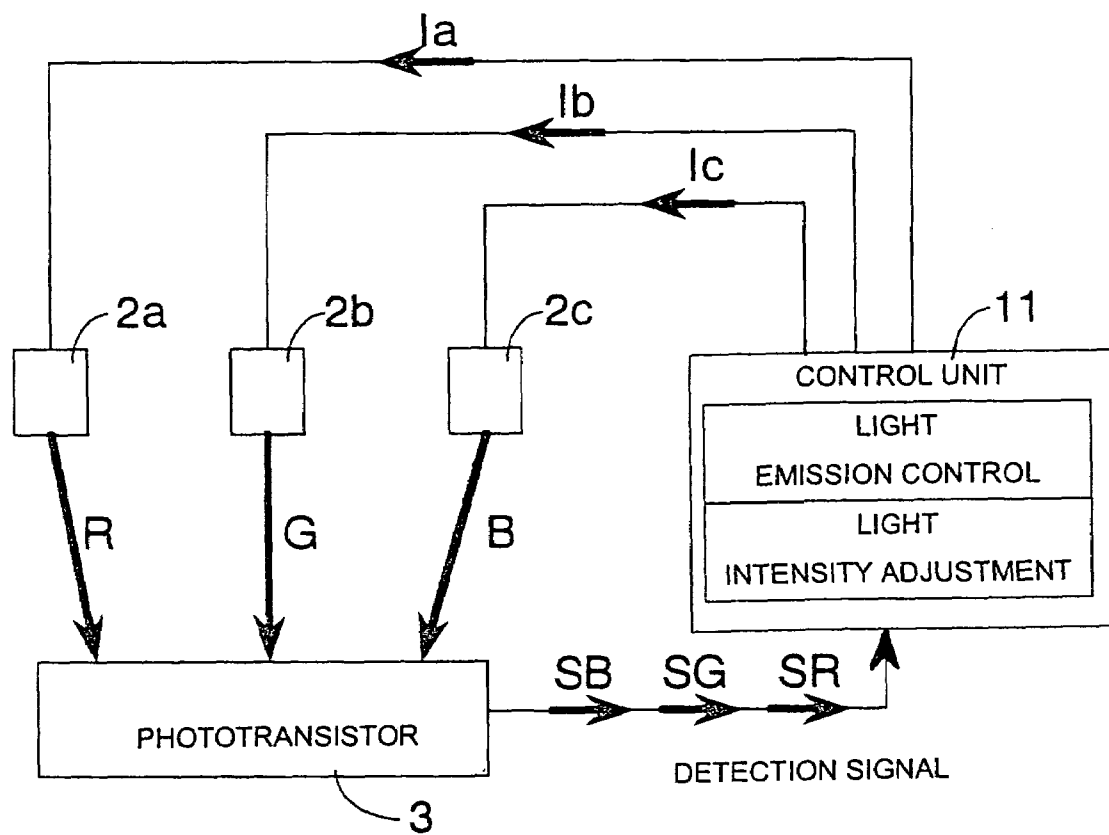 Ia
Ib
Ic
2a
2b
2c
11
CONTROL UNIT
LIGHT
EMISSION CONTROL
LIGHT
INTENSITY ADJUSTMENT
R
G
B
SB SG SR
PHOTOTRANSISTOR
DETECTION SIGNAL
3